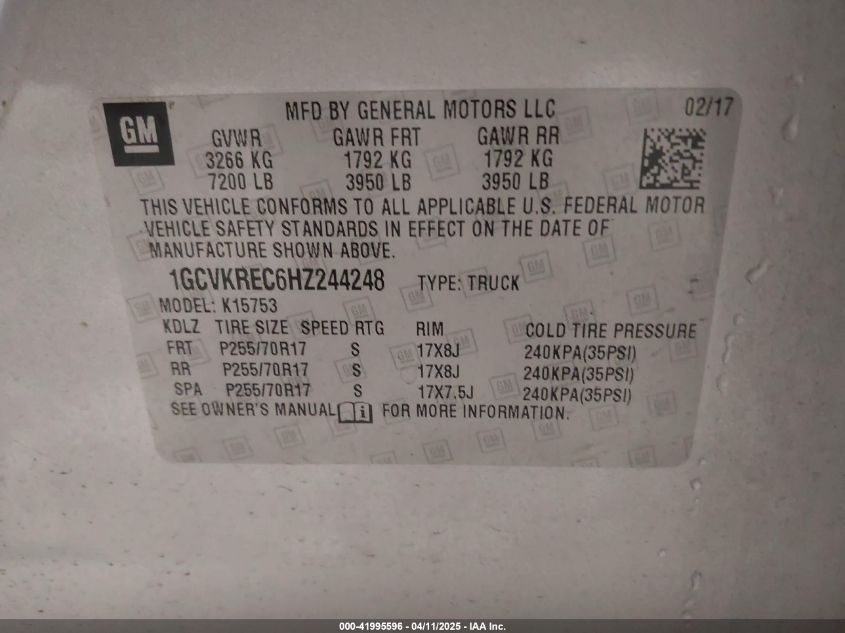 GM
MFD BY GENERAL MOTORS LLC 02/17
GVWR GAWR FRT GAWR RR
3266 KG 1792 KG 1792 KG
7200 LB 3950 LB 3950 LB
THIS VEHICLE CONFORMS TO ALL APPLICABLE U.S. FEDERAL MOTOR
VEHICLE SAFETY STANDARDS IN EFFECT ON THE DATE OF
MANUFACTURE SHOWN ABOVE.
1GCVKREC6HZ244248 TYPE: TRUCK
MODEL: K15753
KDLZ TIRE SIZE SPEED RTG RIM COLD TIRE PRESSURE
FRT P255/70R17 S 17X8J 240KPA(35PSI)
RR P255/70R17 S 17X8J 240KPA(35PSI)
SPA P255/70R17 S 17X7.5J 240KPA(35PSI)
SEE OWNER'S MANUAL FOR MORE INFORMATION.
000-41995596 - 04/11/2025 - IAA Inc.